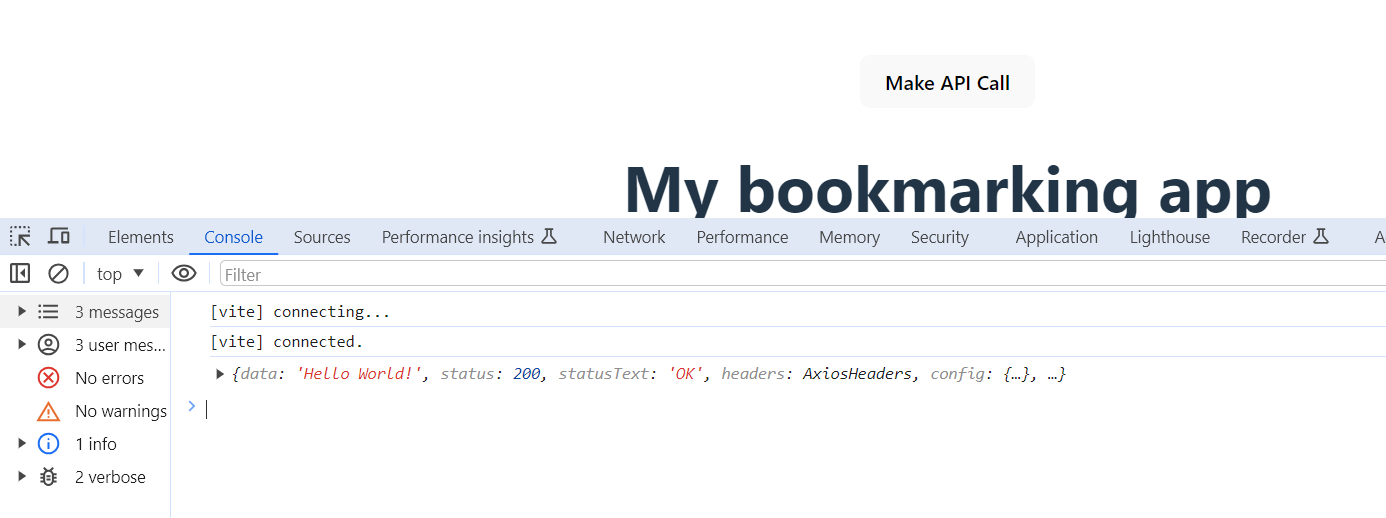 Make API Call
My bookmarking app
Elements Console Sources Performance insights Network Performance Memory Security Application Lighthouse Recorder A
top Filter
3 messages
3 user mes...
No errors
No warnings
1 info
2 verbose
[vite] connecting...
[vite] connected.
{data: 'Hello World!', status: 200, statusText: 'OK', headers: AxiosHeaders, config: {…}, …}